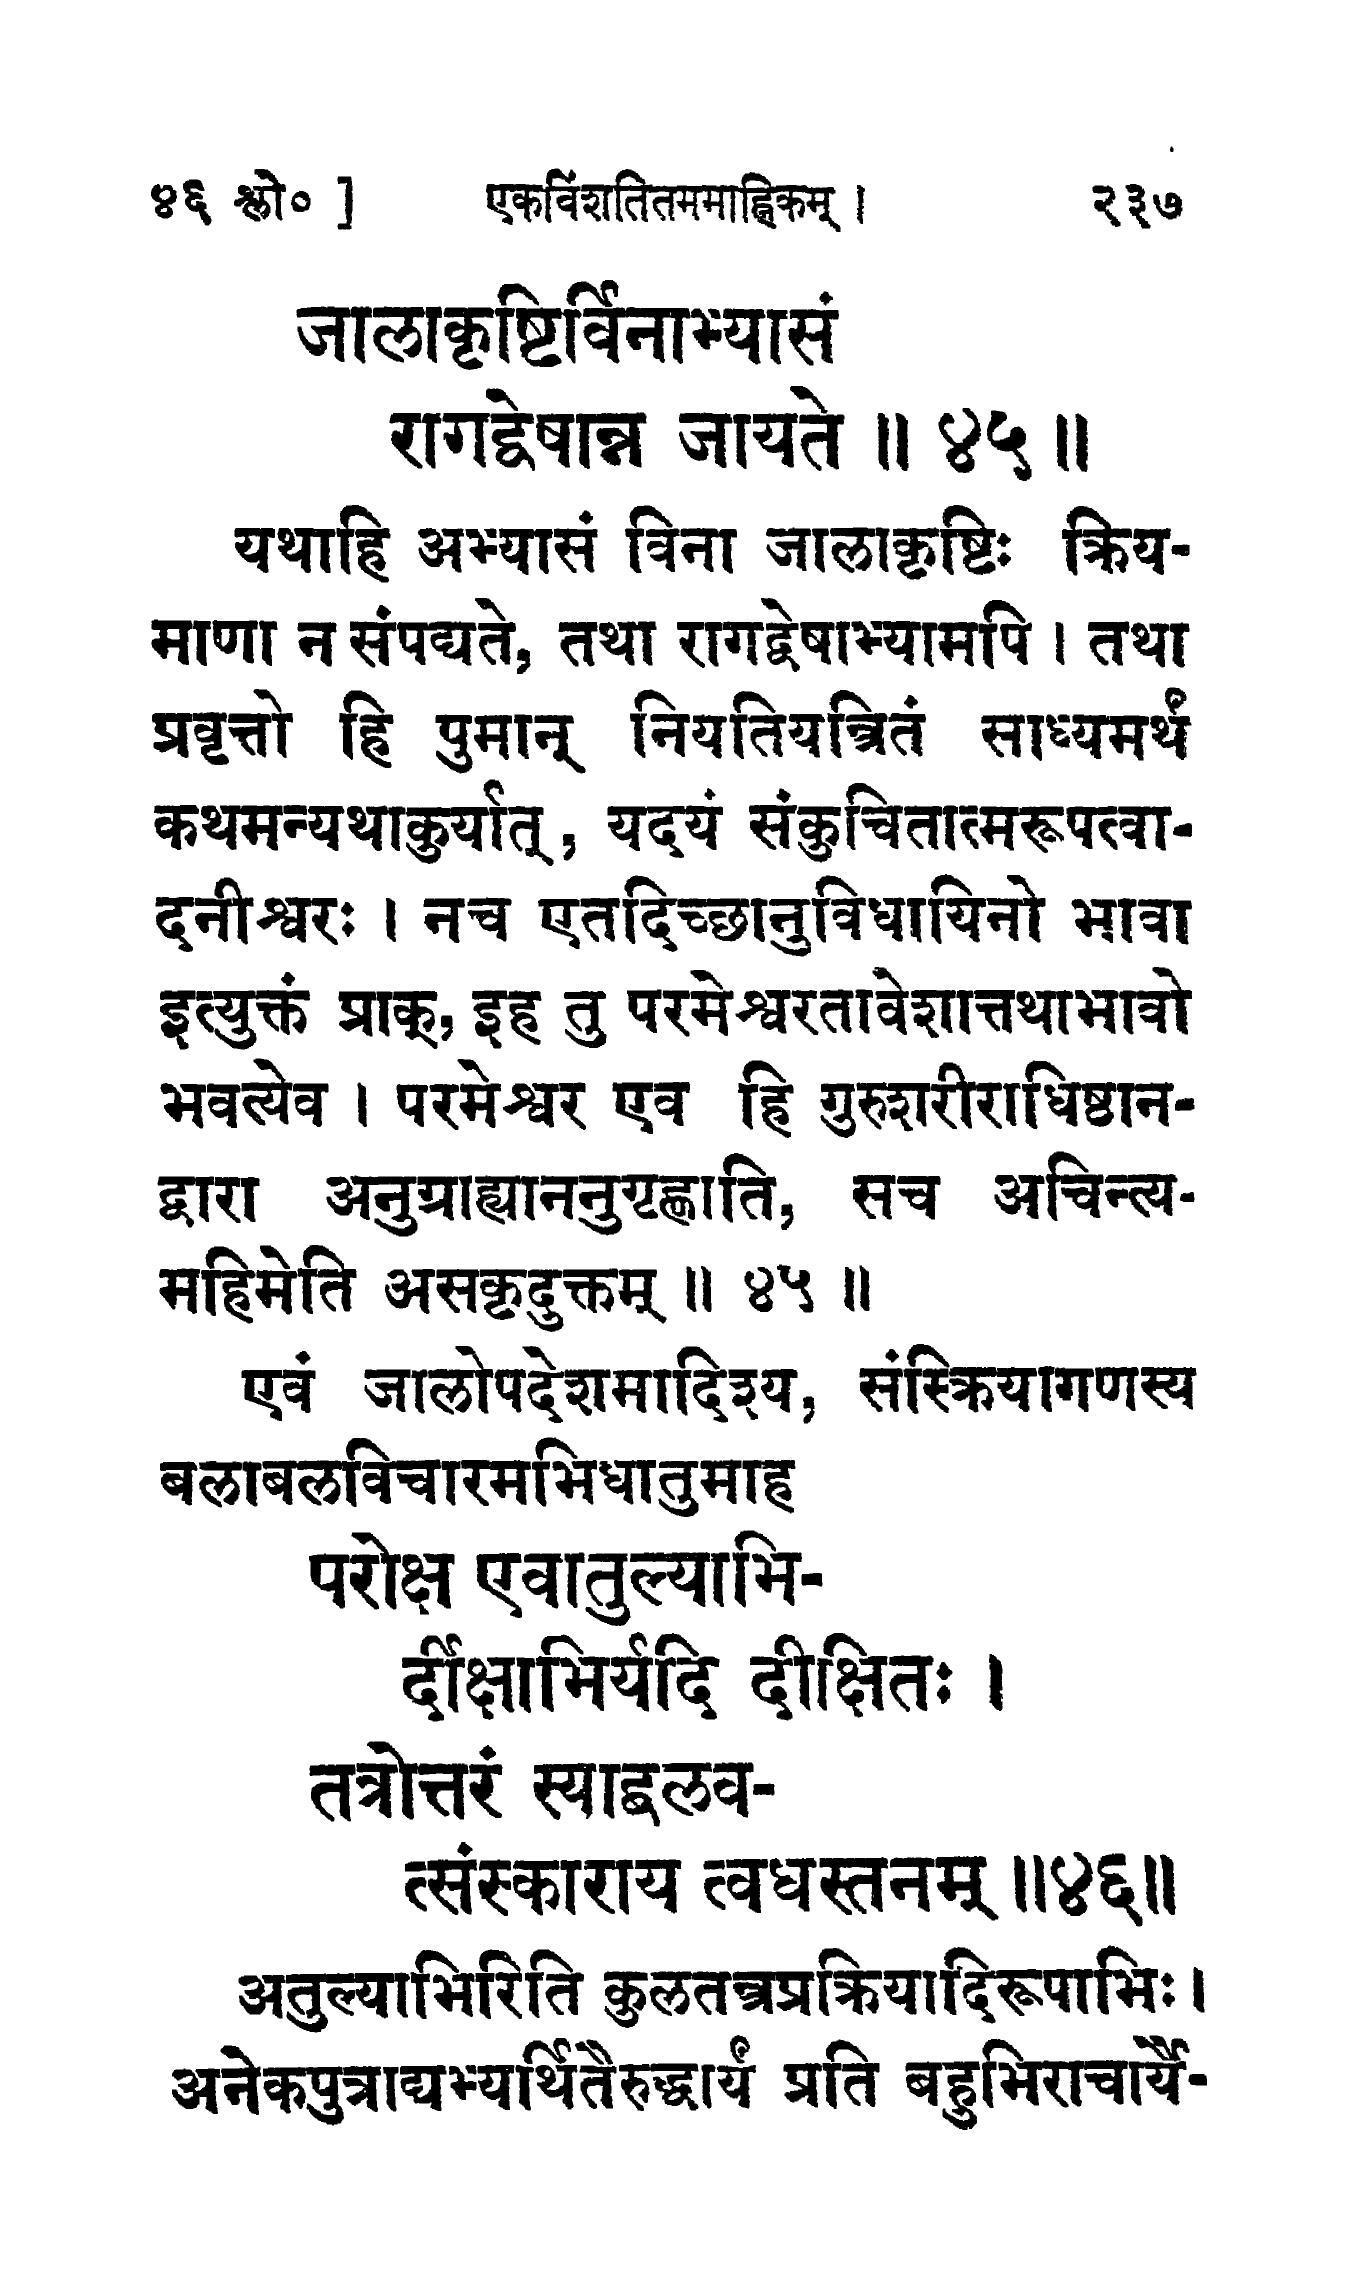 ४६ श्लो० ] एकविंशतितममाह्निकम् । २३७
जालाकृष्टिर्विनाभ्यासं
रागद्वेषान्न जायते ॥ ४५ ॥
यथाहि अभ्यासं विना जालाकृष्टिः क्रिय-
माणा न संपद्यते, तथा रागद्वेषाभ्यामपि । तथा
प्रवृत्तो हि पुमान् नियतियन्त्रितं साध्यमर्थं
कथमन्यथाकुर्यात्, यदयं संकुचितात्मरूपत्वा-
दनीश्वरः । नच एतदिच्छानुविधायिनो भावा
इत्युक्तं प्राक्, इह तु परमेश्वरतावेशात्तथाभावो
भवत्येव । परमेश्वर एव हि गुरुशरीराधिष्ठान-
द्वारा अनुग्राह्याननुगृह्णाति, सच अचिन्त्य-
महिमेति असकृदुक्तम् ॥ ४५ ॥
एवं जालोपदेशमादिश्य, संस्क्रियागणस्य
बलाबलविचारमभिधातुमाह
परोक्ष एवातुल्याभि-
र्दीक्षाभिर्यदि दीक्षितः ।
तत्रोत्तरं स्याद्बलव-
त्संस्काराय त्वधस्तनम् ॥४६॥
अतुल्याभिरिति कुलतन्त्रप्रक्रियादिरूपाभिः ।
अनेकपुत्राद्यभ्यर्थितैरुद्धार्यं प्रति बहुभिराचार्यै-